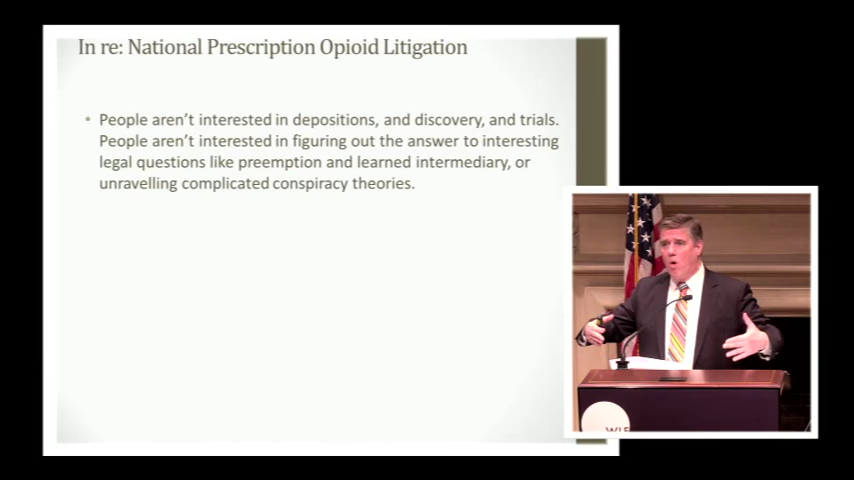 In re: National Prescription Opioid Litigation
• People aren't interested in depositions, and discovery, and trials.
People aren't interested in figuring out the answer to interesting
legal questions like preemption and learned intermediary, or
unravelling complicated conspiracy theories.